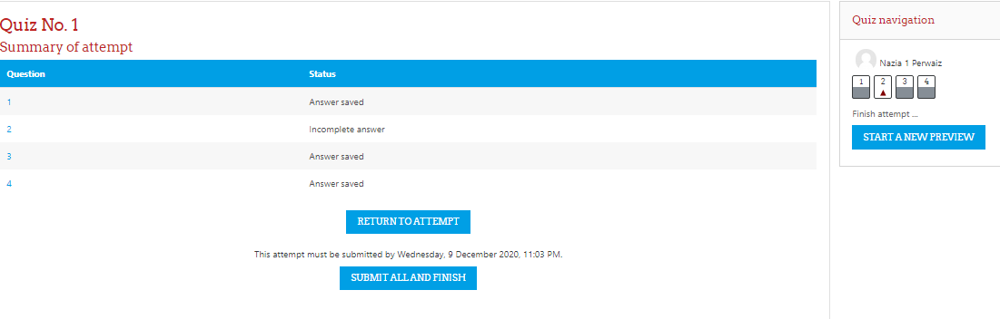 Quiz No. 1
Summary of attempt
Question Status
1 Answer saved
2 Incomplete answer
3 Answer saved
4 Answer saved
RETURN TO ATTEMPT
This attempt must be submitted by Wednesday, 9 December 2020, 11:03 PM.
SUBMIT ALL AND FINISH
Quiz navigation
Nazia 1 Perwaiz
1 2 3 4
Finish attempt ...
START A NEW PREVIEW